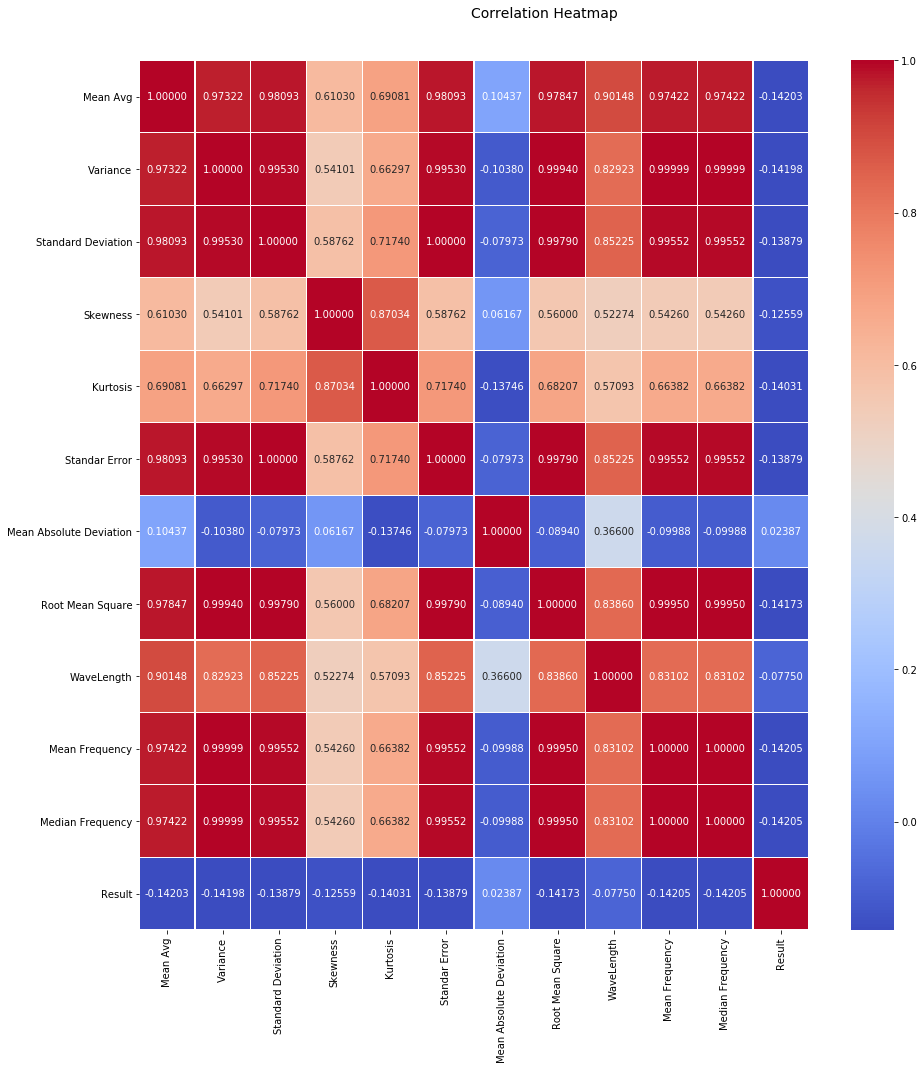 Correlation Heatmap
Mean Avg 1.00000 0.97322 0.98093 0.61030 0.69081 0.98093 0.10437 0.97847 0.90148 0.97422 0.97422 -0.14203
Variance 0.97322 1.00000 0.99530 0.54101 0.66297 0.99530 -0.10380 0.99940 0.82923 0.99999 0.99999 -0.14198
Standard Deviation 0.98093 0.99530 1.00000 0.58762 0.71740 1.00000 -0.07973 0.99790 0.85225 0.99552 0.99552 -0.13879
Skewness 0.61030 0.54101 0.58762 1.00000 0.87034 0.58762 0.06167 0.56000 0.52274 0.54260 0.54260 -0.12559
Kurtosis 0.69081 0.66297 0.71740 0.87034 1.00000 0.71740 -0.13746 0.68207 0.57093 0.66382 0.66382 -0.14031
Standar Error 0.98093 0.99530 1.00000 0.58762 0.71740 1.00000 -0.07973 0.99790 0.85225 0.99552 0.99552 -0.13879
Mean Absolute Deviation 0.10437 -0.10380 -0.07973 0.06167 -0.13746 -0.07973 1.00000 -0.08940 0.36600 -0.09988 -0.09988 0.02387
Root Mean Square 0.97847 0.99940 0.99790 0.56000 0.68207 0.99790 -0.08940 1.00000 0.83860 0.99950 0.99950 -0.14173
WaveLength 0.90148 0.82923 0.85225 0.52274 0.57093 0.85225 0.36600 0.83860 1.00000 0.83102 0.83102 -0.07750
Mean Frequency 0.97422 0.99999 0.99552 0.54260 0.66382 0.99552 -0.09988 0.99950 0.83102 1.00000 1.00000 -0.14205
Median Frequency 0.97422 0.99999 0.99552 0.54260 0.66382 0.99552 -0.09988 0.99950 0.83102 1.00000 1.00000 -0.14205
Result -0.14203 -0.14198 -0.13879 -0.12559 -0.14031 -0.13879 0.02387 -0.14173 -0.07750 -0.14205 -0.14205 1.00000
Mean Avg
Variance
Standard Deviation
Skewness
Kurtosis
Standar Error
Mean Absolute Deviation
Root Mean Square
WaveLength
Mean Frequency
Median Frequency
Result
1.0
0.8
0.6
0.4
0.2
0.0